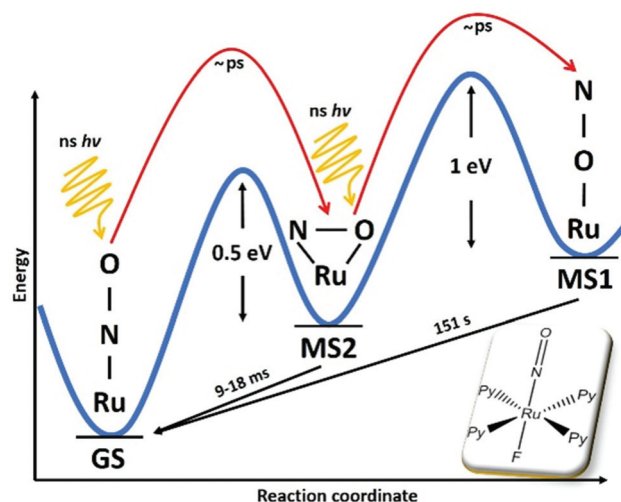 ~ps
~ps
ns hν
ns hν
N
O
Ru
MS1
1 eV
N O
Ru
MS2
0.5 eV
O
N
Ru
GS
151 s
9-18 ms
O
N
Py
Py
Ru
Py
Py
F
Energy
Reaction coordinate